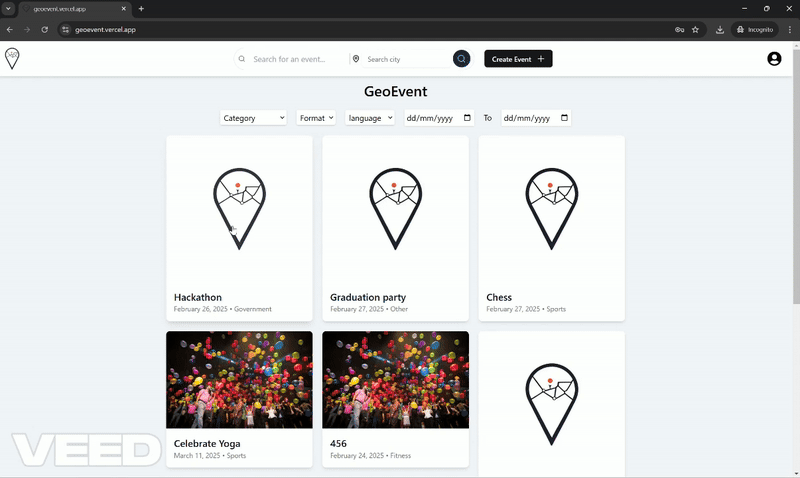 geoevent.vercel.app
geoevent.vercel.app
Incognito
Search for an event...
Search city
Create Event +
GeoEvent
Category
Format
language
dd/mm/yyyy
To
dd/mm/yyyy
Hackathon
February 26, 2025 • Government
Graduation party
February 27, 2025 • Other
Chess
February 27, 2025 • Sports
Celebrate Yoga
March 11, 2025 • Sports
456
February 24, 2025 • Fitness
VEED